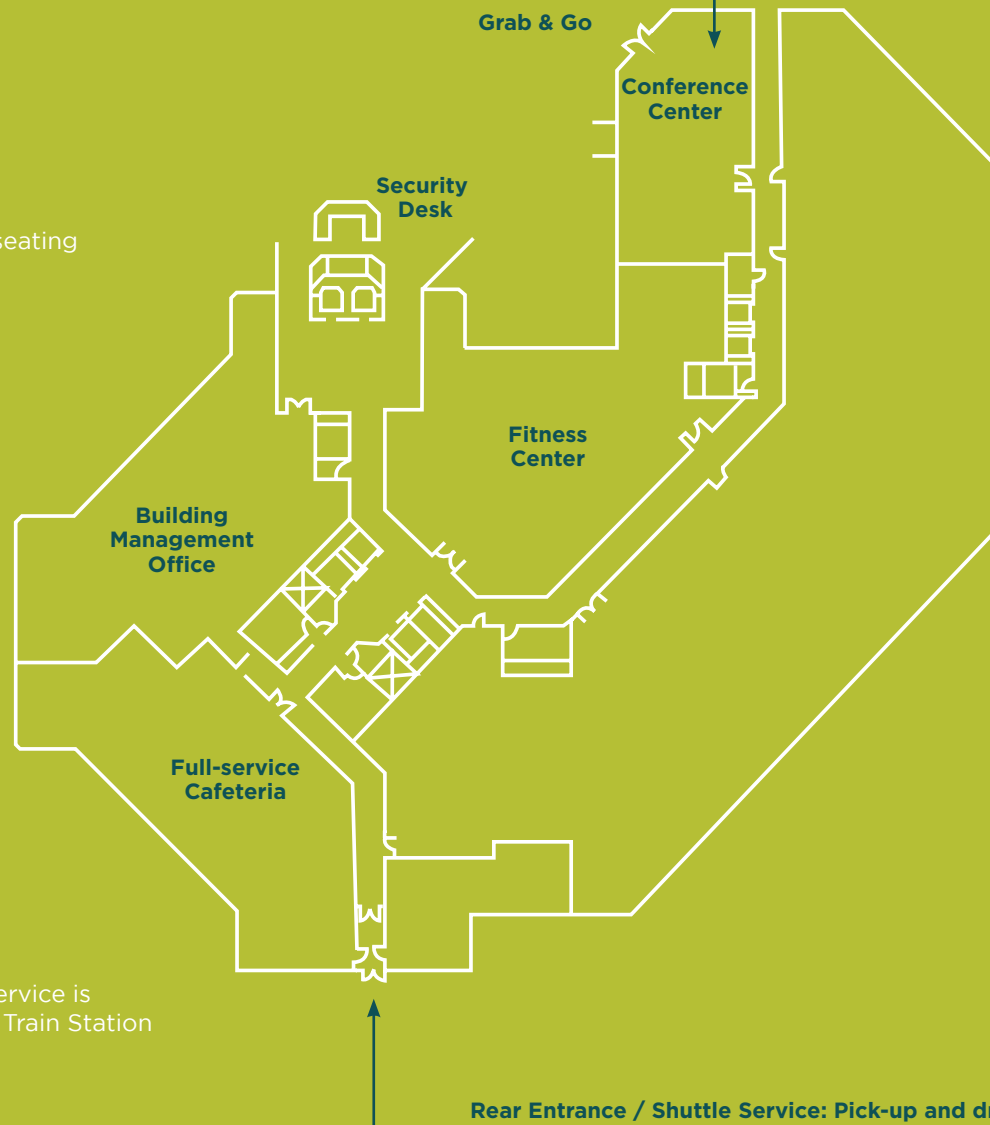 Grab & Go
Conference
Center
Security
Desk
seating
Fitness
Center
Building
Management
Office
Full-service
Cafeteria
ervice is
Train Station
Rear Entrance / Shuttle Service: Pick-up and dr